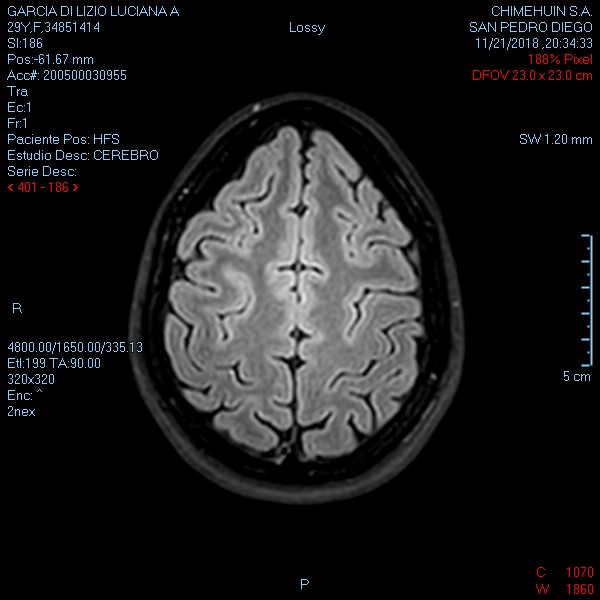 GARCIA DI LIZIO LUCIANA A
29Y,F,34851414
Sl:186
Pos:-61.67 mm
Acc#: 200500030955
Tra
Ec:1
Fr:1
Paciente Pos: HFS
Estudio Desc: CEREBRO
Serie Desc:
< 401 - 186 >
Lossy
CHIMEHUIN S.A.
SAN PEDRO DIEGO
11/21/2018 ,20:34:33
188% Pixel
DFOV 23.0 x 23.0 cm
SW 1.20 mm
R
4800.00/1650.00/335.13
Etl:199 TA:90.00
320x320
Enc: ^
2nex
5 cm
P
C 1070
W 1860